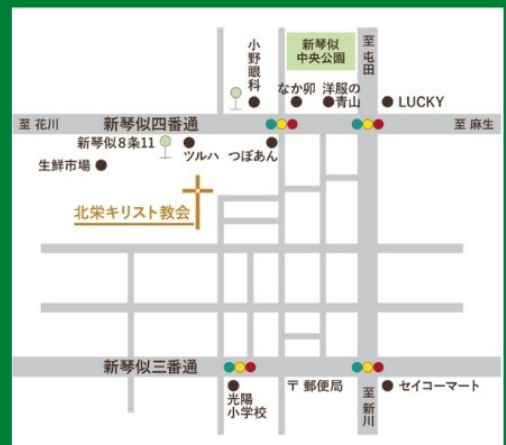 小野眼科
新琴似
中央公園
至 屯田
なか卯
洋服の
青山
LUCKY
至 花川
新琴似四番通
至 麻生
新琴似8条11
ツルハ
つぼあん
生鮮市場
北栄キリスト教会
新琴似三番通
光陽
小学校
〒 郵便局
至 新川
セイコーマート